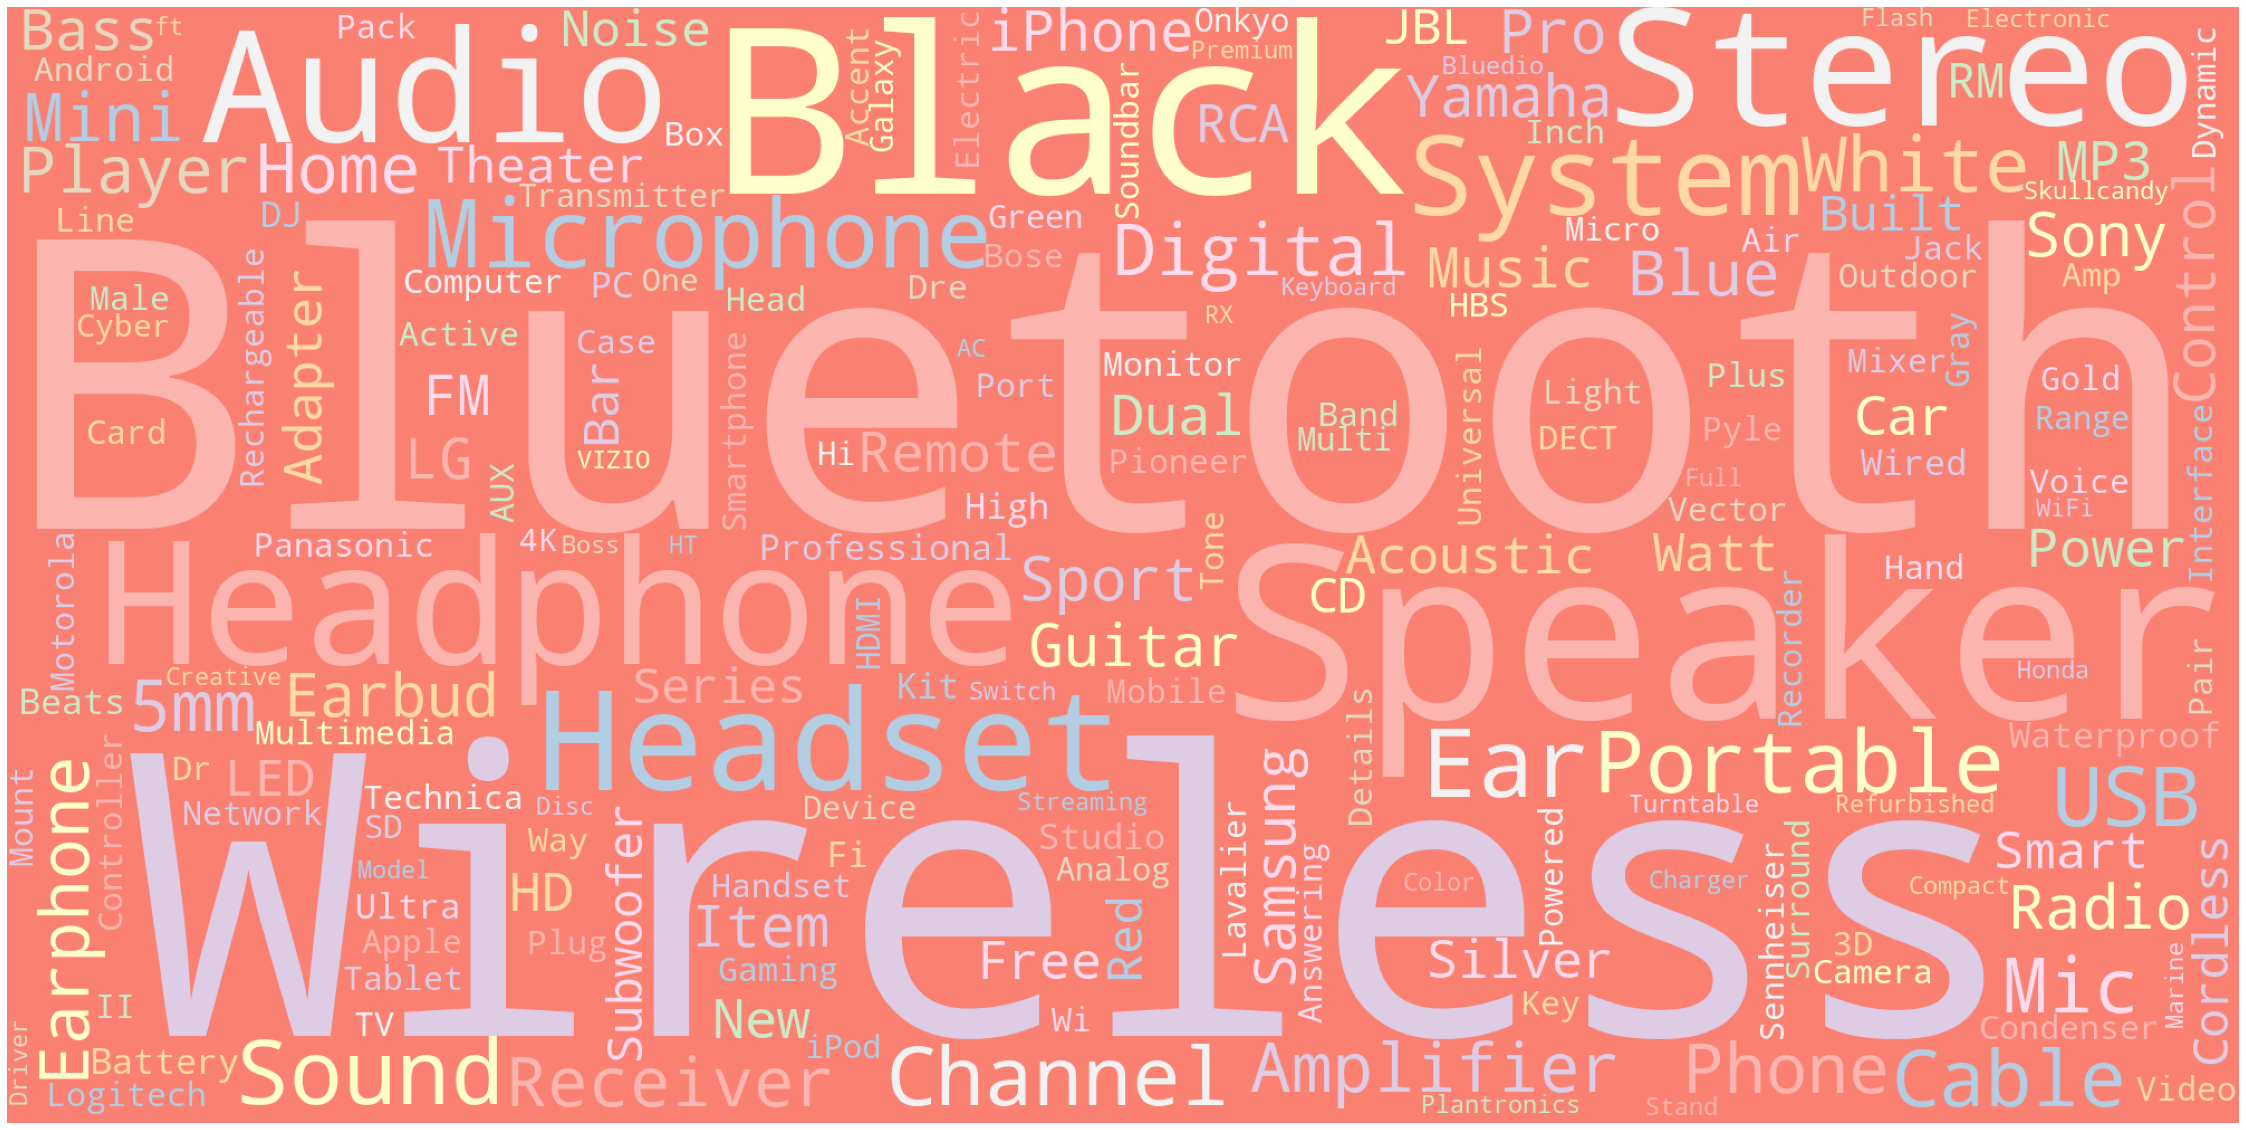 Bass
ft
Pack
Noise
iPhone
Onkyo
Premium
JBL
Pro
Flash
Electronic
Android
Audio
Black
Accent
Galaxy
Electric
Soundbar
Bluedio
Stereo
RM
Dynamic
Mini
Box
RCA
Yamaha
Inch
Player
Home
Theater
Transmitter
System
White
MP3
Skullcandy
Line
DJ
Microphone
Green
Bose
Digital
Keyboard
Music
Micro
Blue
Air
Built
Jack
Outdoor
Sony
Amp
Control
Male
Cyber
Rechargeable
Adapter
Computer
PC
One
Head
Dre
HBS
RX
Bluetooth
Active
Case
Bar
Smartphone
AC
Port
Monitor
Universal
Plus
Mixer
Gray
Gold
Card
FM
LG
AUX
VIZIO
Hi
Remote
Dual
Pioneer
Band
Multi
Light
DECT
Pyle
Car
Wired
Range
Interface
High
Full
Vector
Voice
WiFi
Motorola
Panasonic
4K
Boss
HT
Professional
Sport
Tone
Acoustic
Watt
Hand
Power
Headphone
HDMI
CD
Speaker
Recorder
Guitar
Honda
Pair
Creative
Beats
5mm
Earbud
Series
Kit
Switch
Mobile
Details
Multimedia
Headset
Waterproof
Mount
Controller
Earphone
Dr
LED
Network
Technica
SD
Disc
Device
Streaming
Ear
Portable
USB
Turntable
Refurbished
Wireless
Way
Subwoofer
Fi
Studio
Analog
Lavalier
Samsung
Answering
Powered
Surround
Smart
Cordless
Model
Ultra
Apple
Tablet
HD
Plug
Handset
Item
Gaming
Color
Charger
Compact
Radio
Free
Red
Silver
Sennheiser
3D
Camera
Mic
Marine
II
TV
New
Wi
Key
Condenser
Driver
Battery
Logitech
Sound
Receiver
iPod
Channel
Amplifier
Plantronics
Phone
Stand
Cable
Video